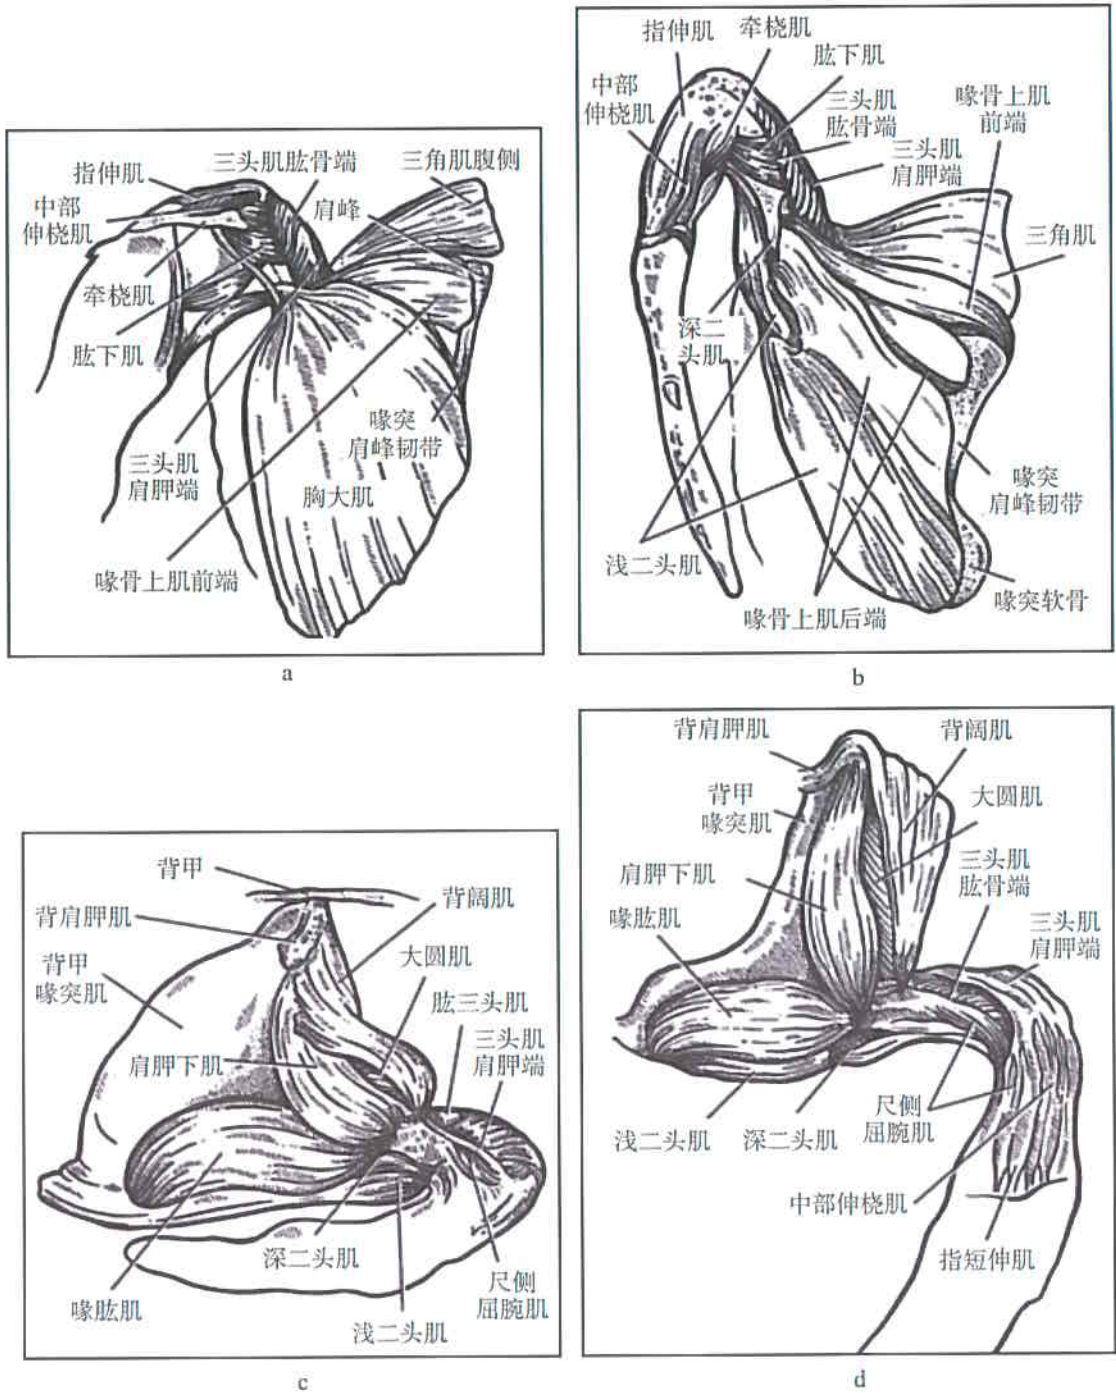 三头肌肱骨端
三角肌腹侧
指伸肌
肩峰
中部
伸桡肌
牵桡肌
肱下肌
喙突
肩峰韧带
三头肌
肩胛端
胸大肌
喙骨上肌前端
a
指伸肌
牵桡肌
肱下肌
中部
伸桡肌
三头肌
肱骨端
喙骨上肌
前端
三头肌
肩胛端
三角肌
深二
头肌
喙突
肩峰韧带
浅二头肌
喙突软骨
喙骨上肌后端
b
背甲
背肩胛肌
背阔肌
背甲
喙突肌
大圆肌
肱三头肌
三头肌
肩胛端
肩胛下肌
深二头肌
尺侧
屈腕肌
喙肱肌
浅二头肌
c
背肩胛肌
背阔肌
背甲
喙突肌
大圆肌
三头肌
肱骨端
肩胛下肌
喙肱肌
三头肌
肩胛端
尺侧
屈腕肌
浅二头肌
深二头肌
中部伸桡肌
指短伸肌
d